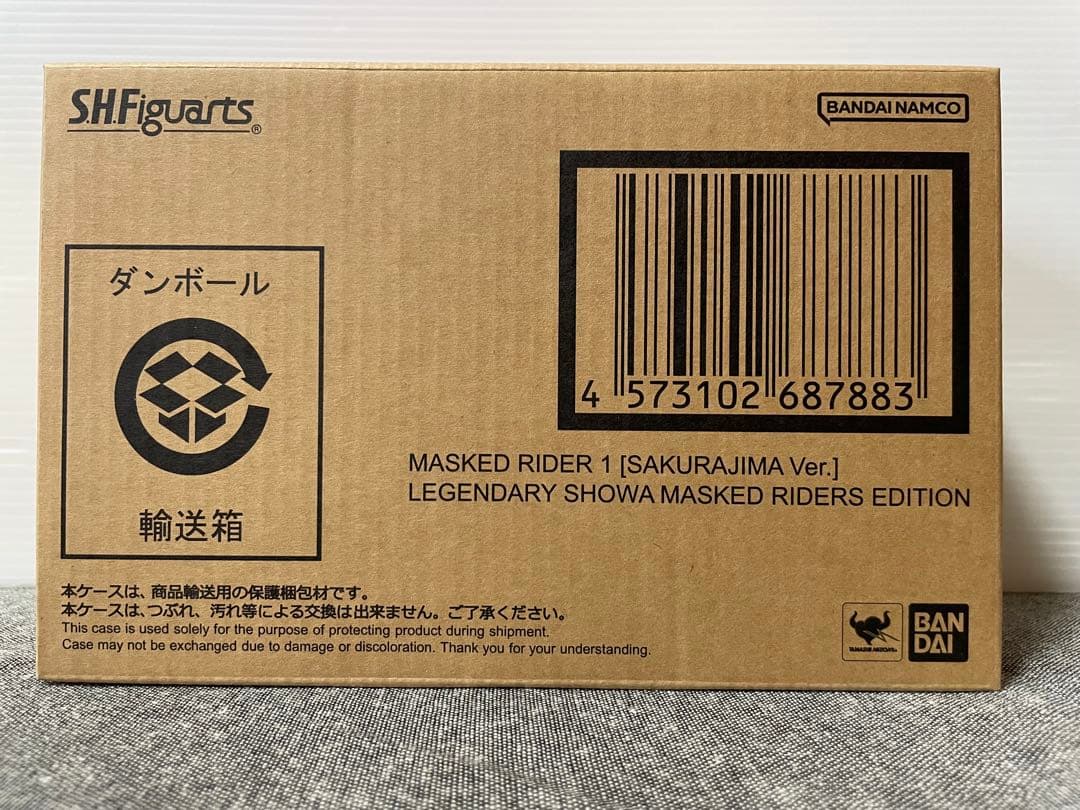 S.H.Figuarts®
BANDAI NAMCO
4 573102 687883
ダンボール
輸送箱
MASKED RIDER 1 [SAKURAJIMA Ver.]
LEGENDARY SHOWA MASKED RIDERS EDITION
本ケースは、商品輸送用の保護梱包材です。
本ケースは、つぶれ、汚れ等による交換は出来ません。ご了承ください。
This case is used solely for the purpose of protecting product during shipment.
Case may not be exchanged due to damage or discoloration. Thank you for your understanding.
BAN
DAI